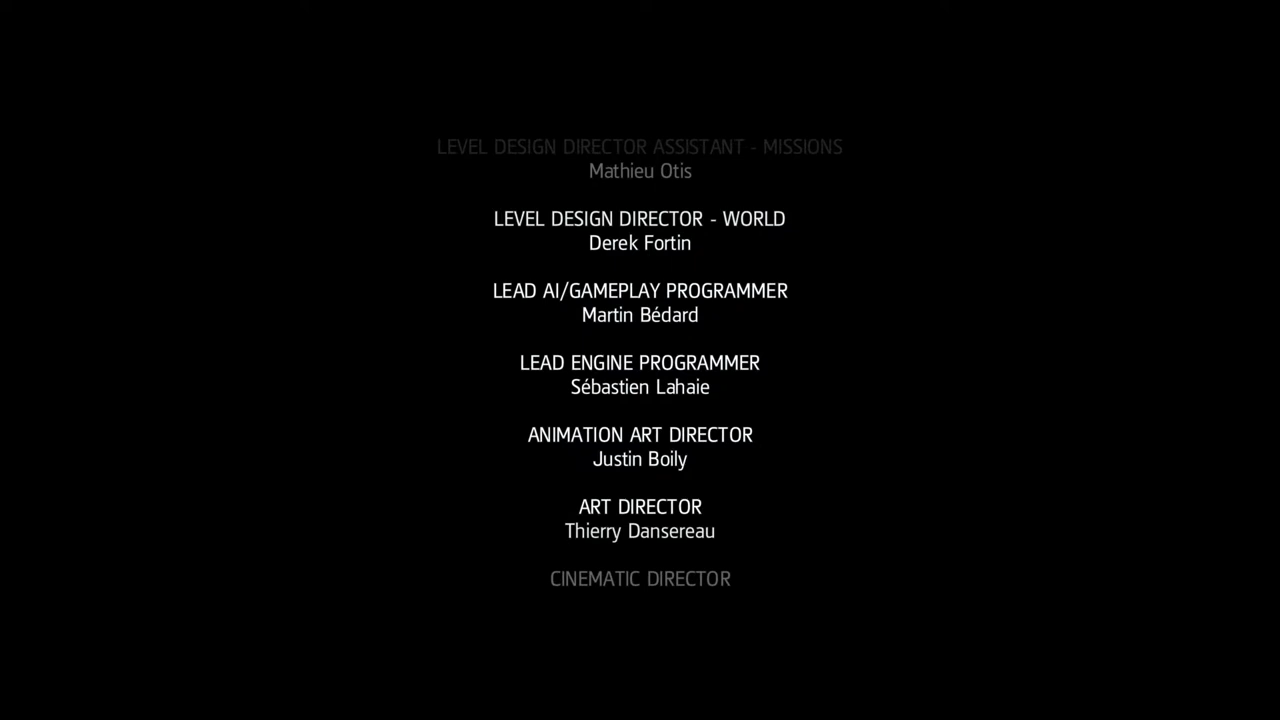 LEVEL DESIGN DIRECTOR ASSISTANT - MISSIONS
Mathieu Otis
LEVEL DESIGN DIRECTOR - WORLD
Derek Fortin
LEAD AI/GAMEPLAY PROGRAMMER
Martin Bédard
LEAD ENGINE PROGRAMMER
Sébastien Lahaie
ANIMATION ART DIRECTOR
Justin Boily
ART DIRECTOR
Thierry Dansereau
CINEMATIC DIRECTOR